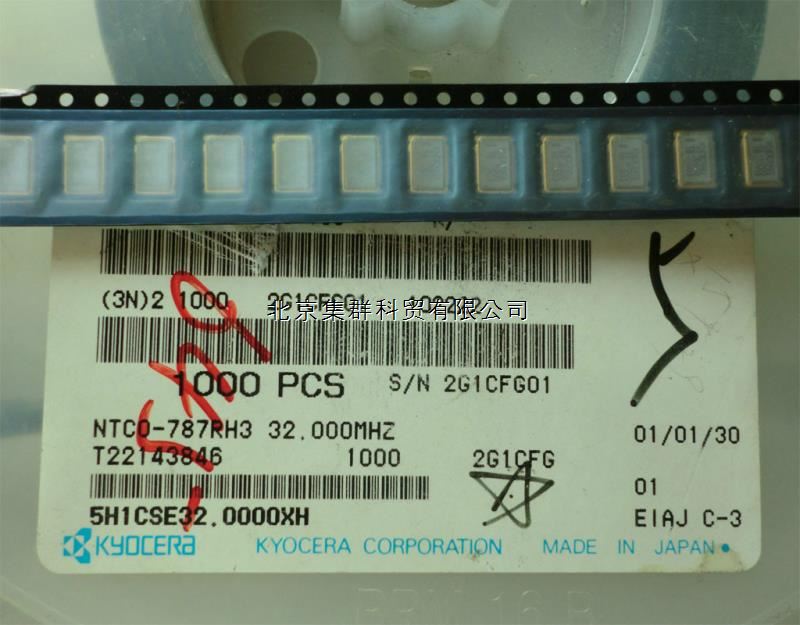 (3N)2 1000 2G1CFG01
北京集群科贸有限公司
1000 PCS S/N 2G1CFG01
NTCO-787RH3 32.000MHZ 01/01/30
T22143846 1000 2G1CFG
01
5H1CSE32.0000XH EIAJ C-3
KYOCERA KYOCERA CORPORATION MADE IN JAPAN